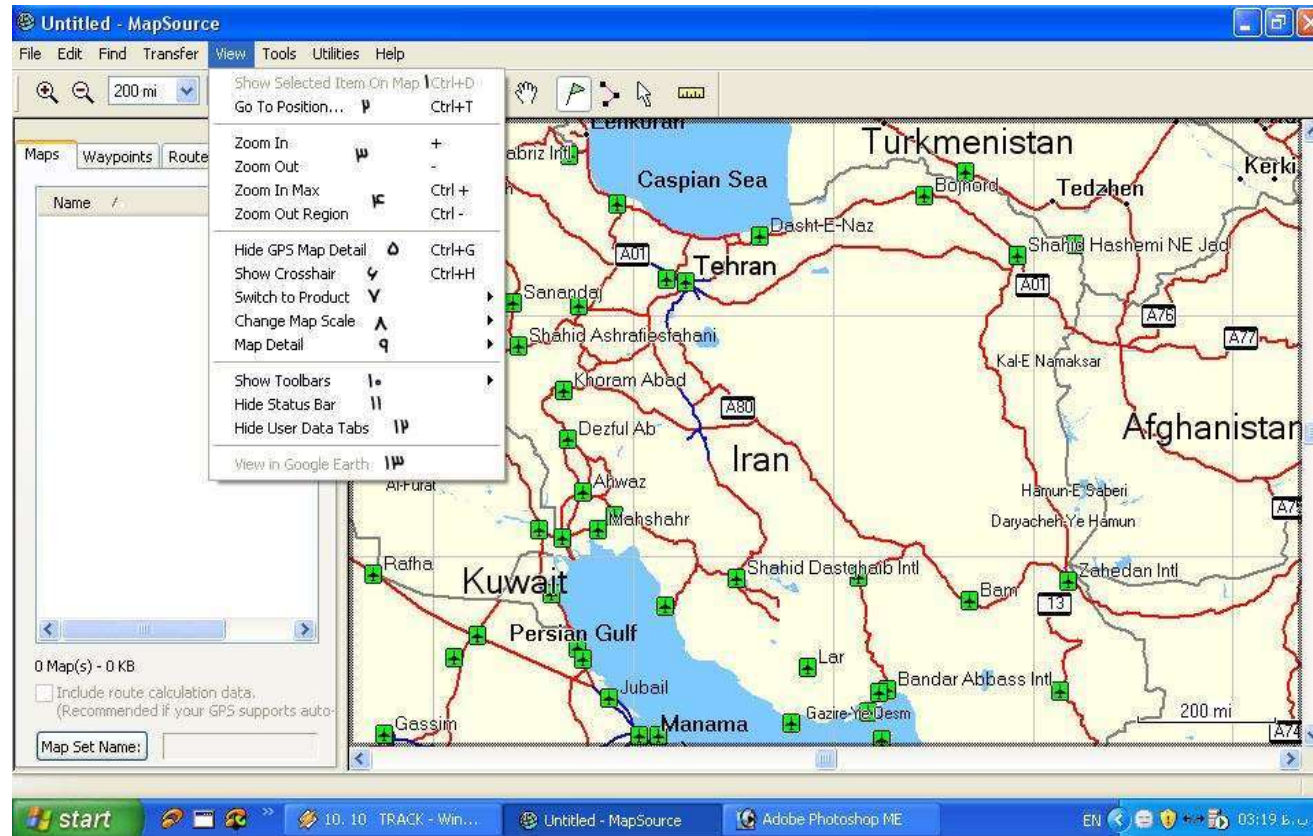 Untitled - MapSource
File Edit Find Transfer View Tools Utilities Help
200 mi
Show Selected Item On Map ۱ Ctrl+D
Go To Position... ۲ Ctrl+T
Zoom In +
۳
Zoom Out -
Zoom In Max Ctrl +
۴
Zoom Out Region Ctrl -
Hide GPS Map Detail ۵ Ctrl+G
Show Crosshair ۶ Ctrl+H
Switch to Product ۷
Change Map Scale ۸
Map Detail ۹
Show Toolbars ۱۰
Hide Status Bar ۱۱
Hide User Data Tabs ۱۲
View in Google Earth ۱۳
Maps Waypoints Route
Name /
0 Map(s) - 0 KB
Include route calculation data.
(Recommended if your GPS supports auto-
Map Set Name:
Lenkoran
Turkmenistan
abriz Intl
Kerki
Caspian Sea
Bojnord
Tedzhen
Dasht-E-Naz
Shahid Hashemi NE Jad
A01
Tehran
A01
Sanandaj
A76
Shahid Ashrafiesfahani
A77
Kal-E Namaksar
Khoram Abad
A80
Afghanistan
Dezful Ab
Iran
Al-Furat
Ahwaz
Hamun-E Saberi
A7
Mahshahr
Daryacheh-Ye Hamun
Rafha
Shahid Dastghaib Intl
Zahedan Intl
Kuwait
Bam
13
Persian Gulf
Lar
Bandar Abbass Intl
Jubail
Gazire-Ye Qesm
200 mi
Gassim
Manama
A74
start 10. 10 TRACK - Win... Untitled - MapSource Adobe Photoshop ME EN 03:19 ب.ظ